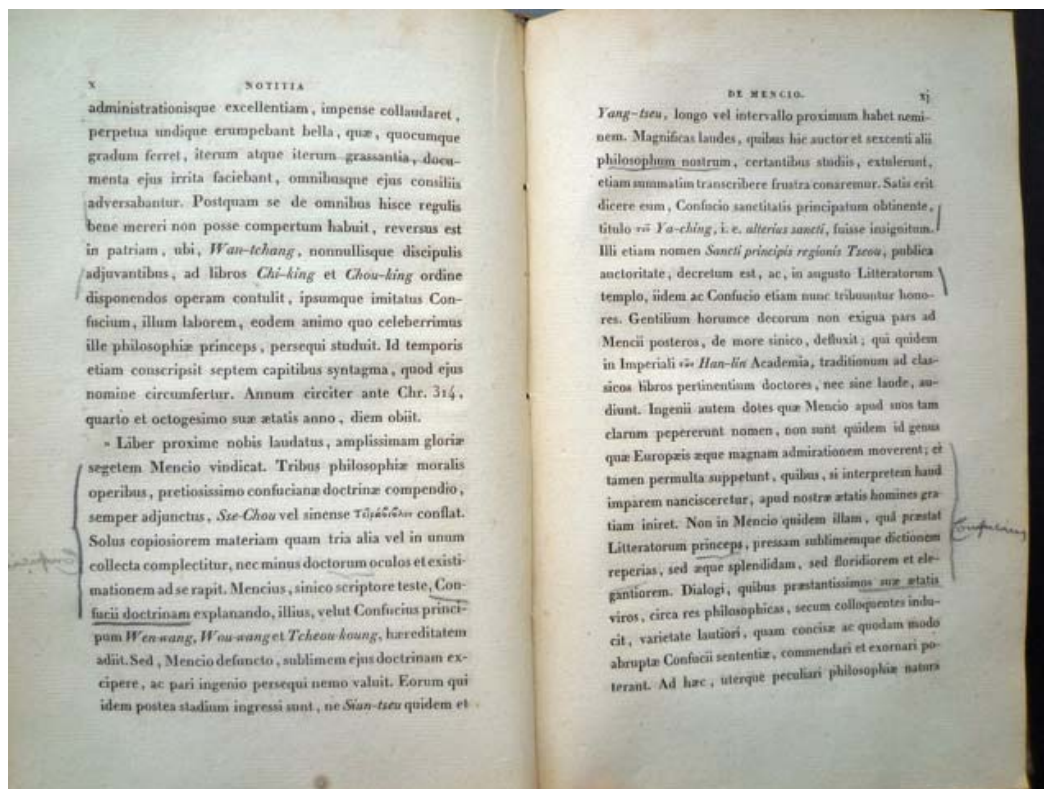 x
NOTITIA
administrationisque excellentiam, impense collaudaret,
perpetua undique erumpebant bella, quæ, quocumque
gradum ferret, iterum atque iterum grassantia, docu-
menta ejus irrita faciebant, omnibusque ejus consiliis
adversabantur. Postquam se de omnibus hisce regulis
bene mereri non posse compertum habuit, reversus est
in patriam, ubi, Wan-tchang, nonnullisque discipulis
adjuvantibus, ad libros Chi-king et Chou-king ordine
disponendos operam contulit, ipsumque imitatus Con-
fucium, illum laborem, eodem animo quo celeberrimus
ille philosophiæ princeps, persequi studuit. Id temporis
etiam conscripsit septem capitibus syntagma, quod ejus
nomine circumfertur. Annum circiter ante Chr. 314,
quarto et octogesimo suæ ætatis anno, diem obiit.
» Liber proxime nobis laudatus, amplissimam gloriæ
segetem Mencio vindicat. Tribus philosophiæ moralis
operibus, pretiosissimo confucianæ doctrinæ compendio,
semper adjunctus, Sse-Chou vel sinense conflat.
Solus copiosiorem materiam quam tria alia vel in unum
collecta complectitur, nec minus doctorum oculos et existi-
mationem ad se rapit. Mencius, sinico scriptore teste, Con-
fucii doctrinam explanando, illius, velut Confucius princi-
pum Wen-wang, Wou-wang et Tcheou-koung, hæreditatem
adiit. Sed, Mencio defuncto, sublimem ejus doctrinam ex-
cipere, ac pari ingenio persequi nemo valuit. Eorum qui
idem postea stadium ingressi sunt, ne Siun-tseu quidem et
DE MENCIO.
xj
Yang-tseu, longo vel intervallo proximum habet nemi-
nem. Magnificas laudes, quibus hic auctor et sexcenti alii
philosophum nostrum, certantibus studiis, extulerunt,
etiam summatim transcribere frustra conaremur. Satis erit
dicere eum, Confucio sanctitatis principatum obtinente,
titulo τοῦ Ya-ching, i. e. alterius sancti, fuisse insignitum.
Illi etiam nomen Sancti principis regionis Tseou, publica
auctoritate, decretum est, ac, in augusto Litteratorum
templo, iidem ac Confucio etiam nunc tribuuntur hono-
res. Gentilium horumce decorum non exigua pars ad
Mencii posteros, de more sinico, defluxit; qui quidem
in Imperiali τῶν Han-lin Academia, traditionum ad clas-
sicos libros pertinentium doctores, nec sine laude, au-
diunt. Ingenii autem dotes quæ Mencio apud suos tam
clarum pepererunt nomen, non sunt quidem id genus
quæ Europæis æque magnam admirationem moverent; et
tamen permulta suppetunt, quibus, si interpretem haud
imparem nancisceretur, apud nostræ ætatis homines gra-
tiam iniret. Non in Mencio quidem illam, quâ præstat
Litteratorum princeps, pressam sublimemque dictionem
reperias, sed æque splendidam, sed floridiorem et ele-
gantiorem. Dialogi, quibus præstantissimos suæ ætatis
viros, circa res philosophicas, secum colloquentes indu-
cit, varietate lautiori, quam concisæ ac quodam modo
abruptæ Confucii sententiæ, commendari et exornari po-
terant. Ad hæc, uterque peculiari philosophiæ natura
Confucius